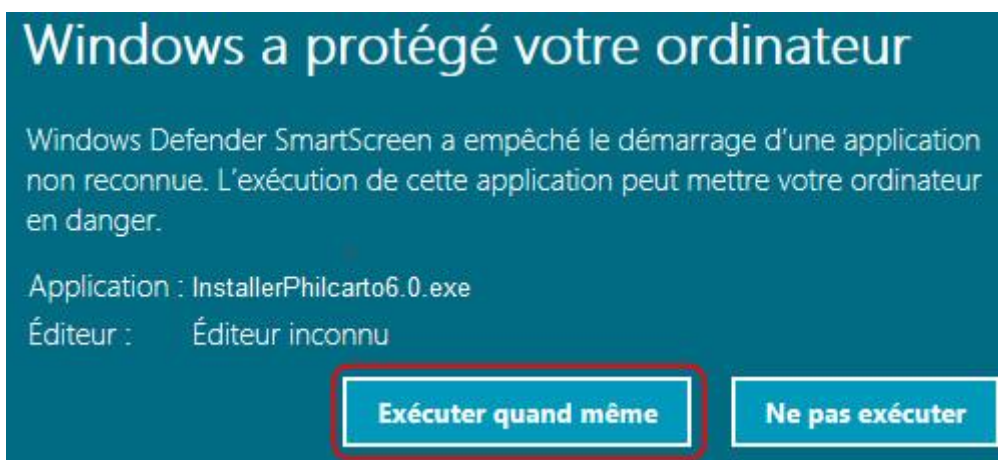 Windows a protégé votre ordinateur
Windows Defender SmartScreen a empêché le démarrage d'une application
non reconnue. L'exécution de cette application peut mettre votre ordinateur
en danger.
Application : InstallerPhilcarto6.0.exe
Éditeur : Éditeur inconnu
Exécuter quand même Ne pas exécuter